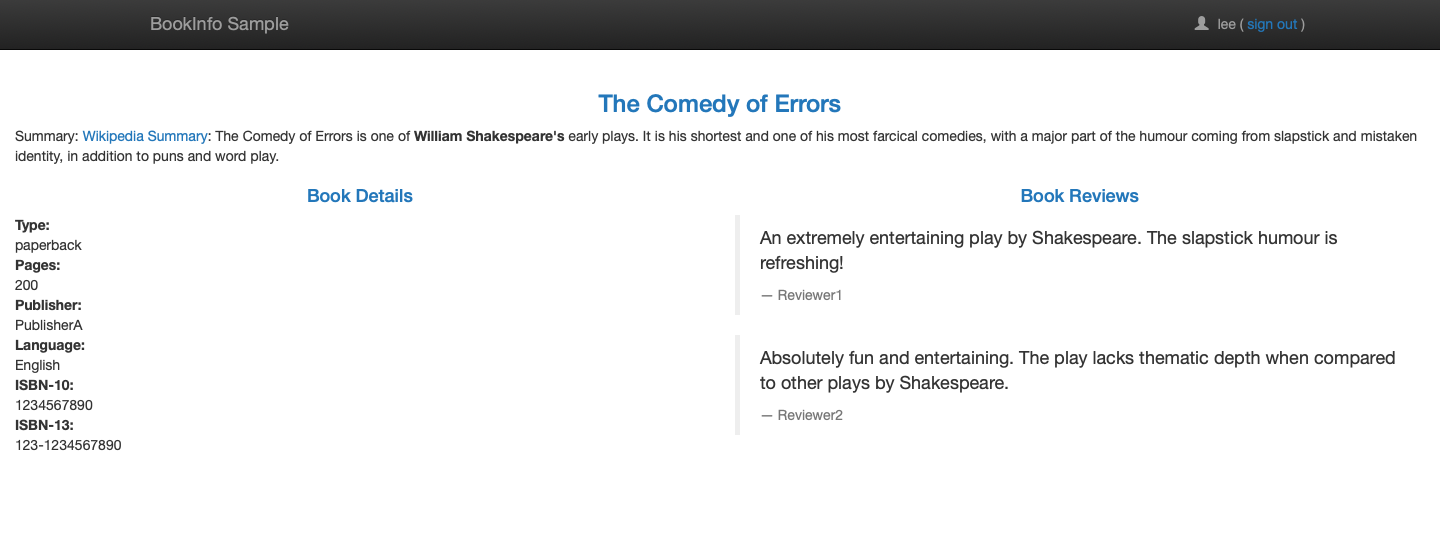 BookInfo Sample
lee ( sign out )
The Comedy of Errors
Summary: Wikipedia Summary: The Comedy of Errors is one of William Shakespeare's early plays. It is his shortest and one of his most farcical comedies, with a major part of the humour coming from slapstick and mistaken
identity, in addition to puns and word play.
Book Details
Type:
paperback
Pages:
200
Publisher:
PublisherA
Language:
English
ISBN-10:
1234567890
ISBN-13:
123-1234567890
Book Reviews
An extremely entertaining play by Shakespeare. The slapstick humour is
refreshing!
— Reviewer1
Absolutely fun and entertaining. The play lacks thematic depth when compared
to other plays by Shakespeare.
— Reviewer2